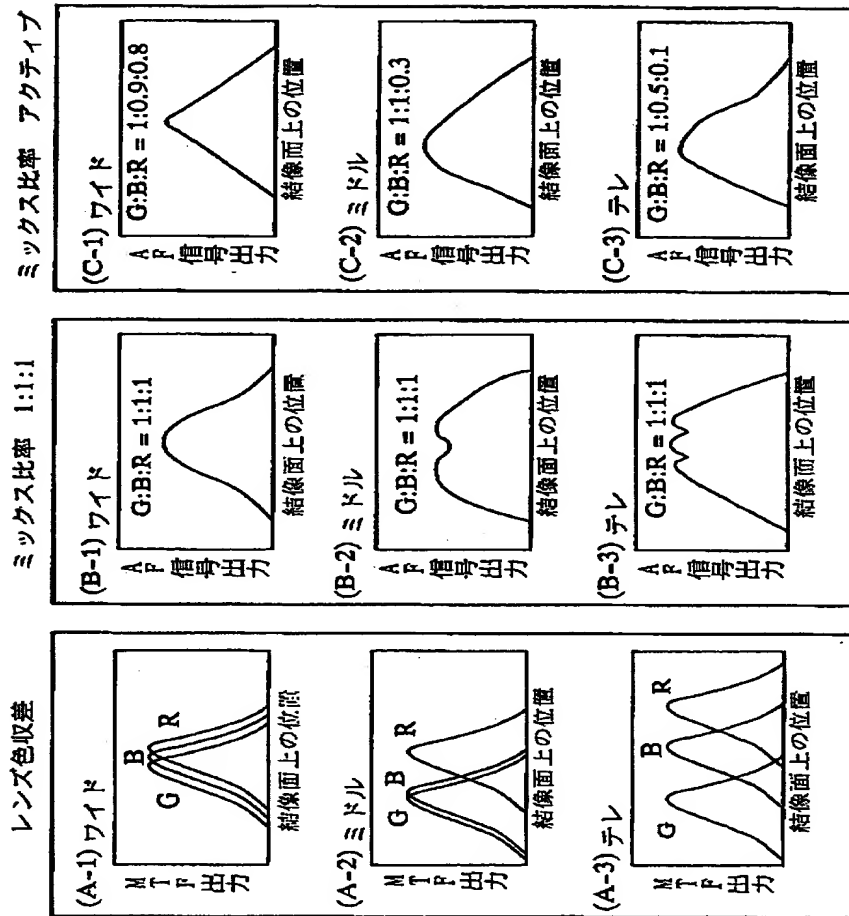 レンズ色収差
(A-1) ワイド
MTF出力
G
B
R
結像面上の位置
(A-2) ミドル
MTF出力
G
B
R
結像面上の位置
(A-3) テレ
MTF出力
G
B
R
結像面上の位置
ミックス比率 1:1:1
(B-1) ワイド
AF信号出力
G:B:R = 1:1:1
結像面上の位置
(B-2) ミドル
AF信号出力
G:B:R = 1:1:1
結像面上の位置
(B-3) テレ
AF信号出力
G:B:R = 1:1:1
結像面上の位置
ミックス比率 アクティブ
(C-1) ワイド
AF信号出力
G:B:R = 1:0.9:0.8
結像面上の位置
(C-2) ミドル
AF信号出力
G:B:R = 1:1:0.3
結像面上の位置
(C-3) テレ
AF信号出力
G:B:R = 1:0.5:0.1
結像面上の位置